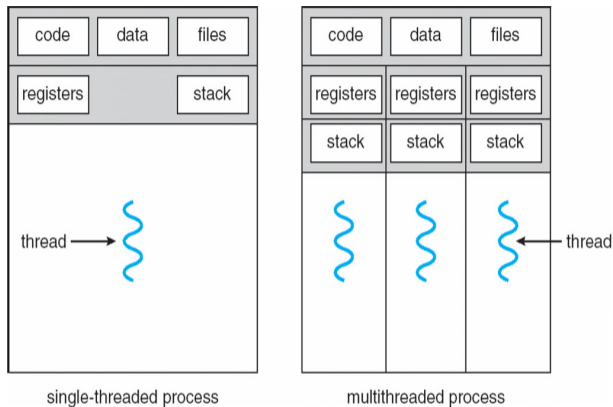 code data files
registers stack
thread
single-threaded process
code data files
registers registers registers
stack stack stack
thread
multithreaded process